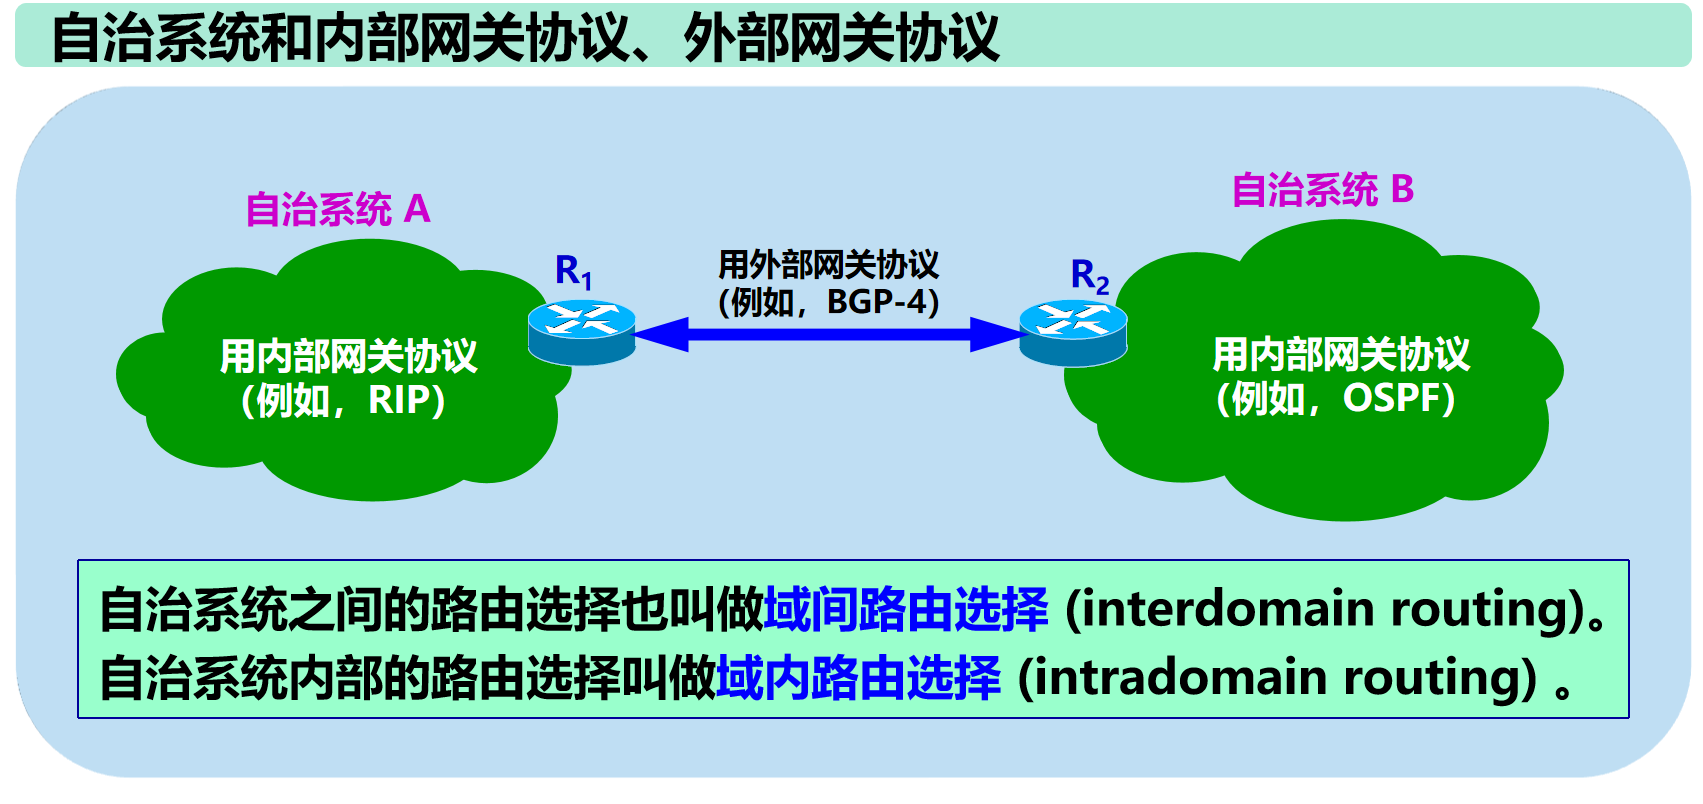 自治系统和内部网关协议、外部网关协议
自治系统 A
自治系统 B
R1
用外部网关协议
(例如，BGP-4)
R2
用内部网关协议
（例如，RIP）
用内部网关协议
（例如，OSPF）
自治系统之间的路由选择也叫做域间路由选择 (interdomain routing)。
自治系统内部的路由选择叫做域内路由选择 (intradomain routing) 。